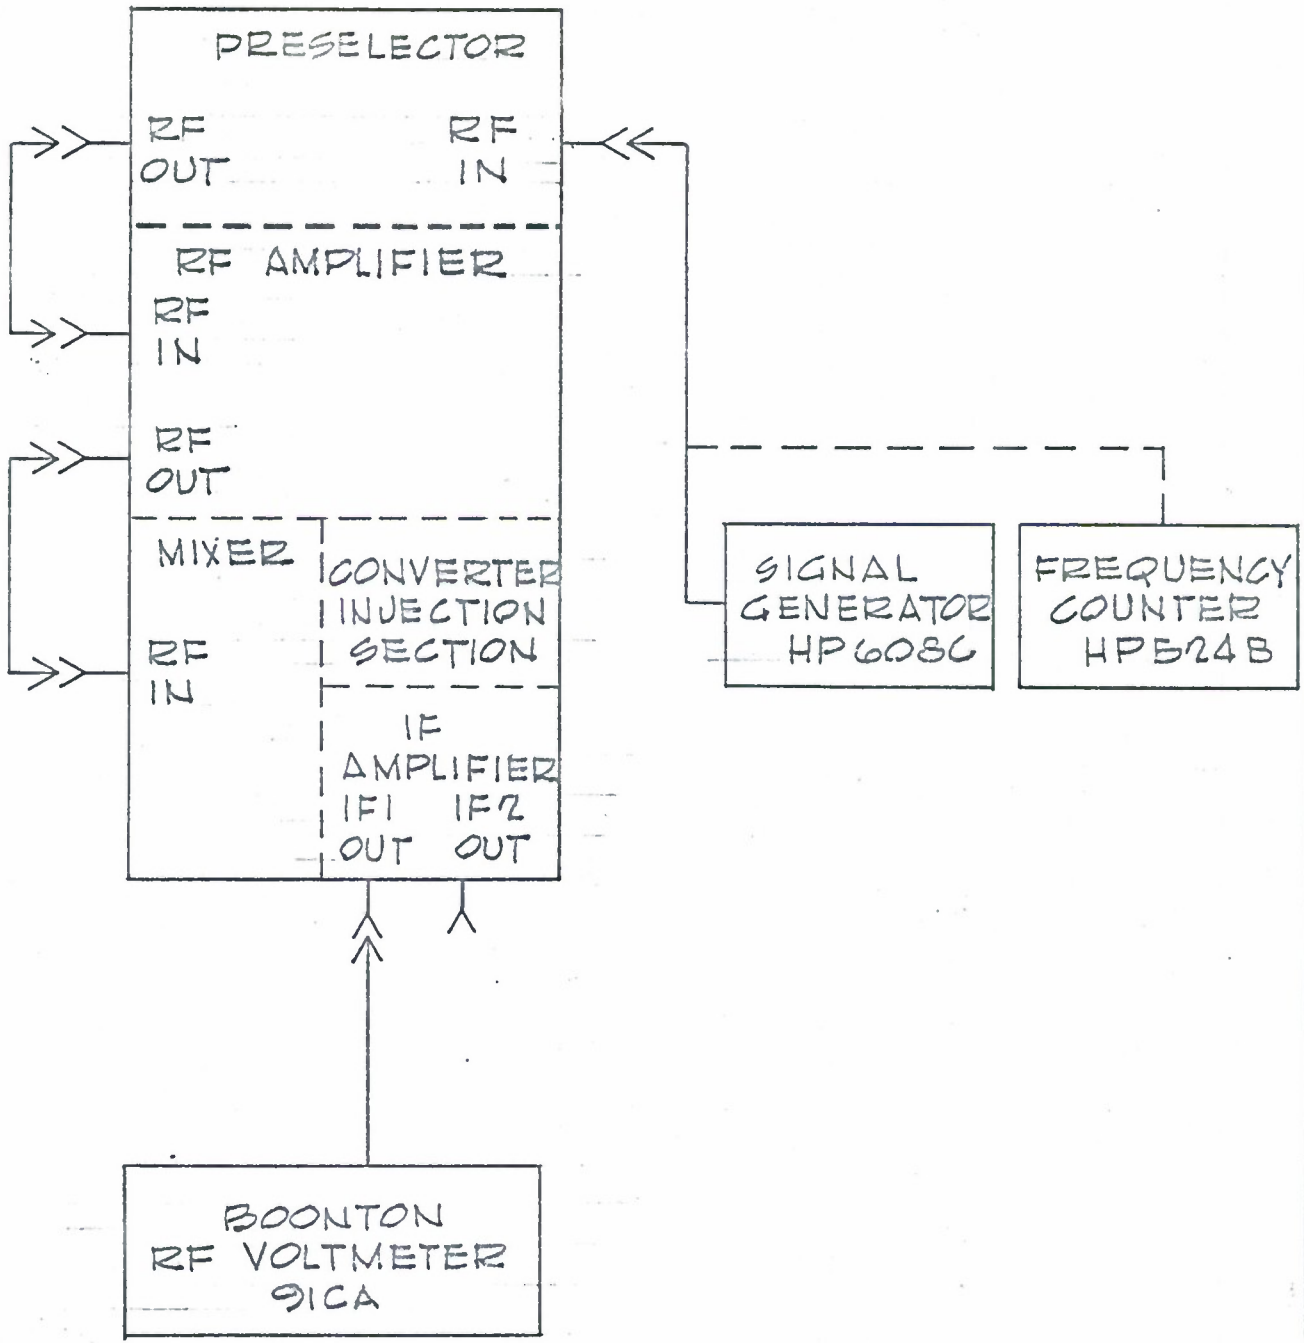 PRESELECTOR
RF
OUT
RF
IN
RF AMPLIFIER
RF
IN
RF
OUT
MIXER
RF
IN
CONVERTER
INJECTION
SECTION
IF
AMPLIFIER
IF1
OUT
IF2
OUT
SIGNAL
GENERATOR
HP608C
FREQUENCY
COUNTER
HP524B
BOONTON
RF VOLTMETER
91CA